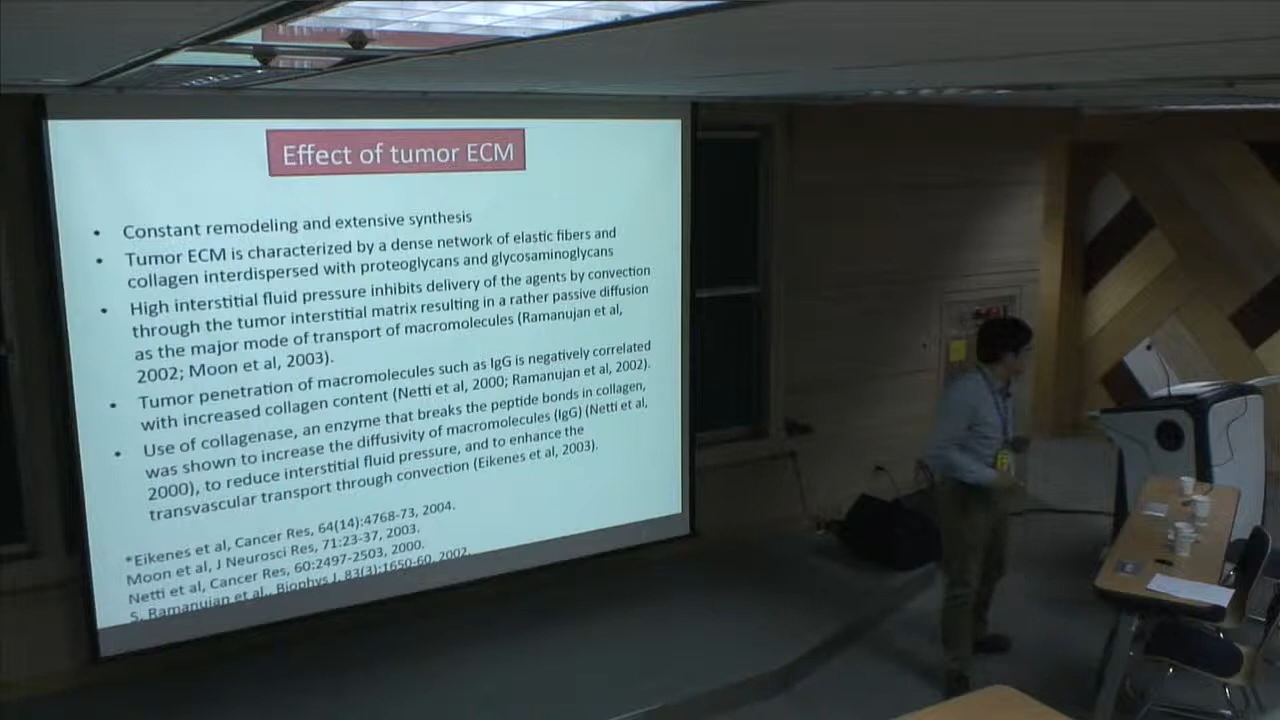 Effect of tumor ECM
• Constant remodeling and extensive synthesis
• Tumor ECM is characterized by a dense network of elastic fibers and
collagen interdispersed with proteoglycans and glycosaminoglycans
• High interstitial fluid pressure inhibits delivery of the agents by convection
through the tumor interstitial matrix resulting in a rather passive diffusion
as the major mode of transport of macromolecules (Ramanujan et al,
2002; Moon et al, 2003).
• Tumor penetration of macromolecules such as IgG is negatively correlated
with increased collagen content (Netti et al, 2000; Ramanujan et al, 2002).
• Use of collagenase, an enzyme that breaks the peptide bonds in collagen,
was shown to increase the diffusivity of macromolecules (IgG) (Netti et al,
2000), to reduce interstitial fluid pressure, and to enhance the
transvascular transport through convection (Eikenes et al, 2003).
*Eikenes et al, Cancer Res, 64(14):4768-73, 2004.
Moon et al, J Neurosci Res, 71:23-37, 2003.
Netti et al, Cancer Res, 60:2497-2503, 2000.
S. Ramanujan et al., Biophys J, 83(3):1650-60, 2002.